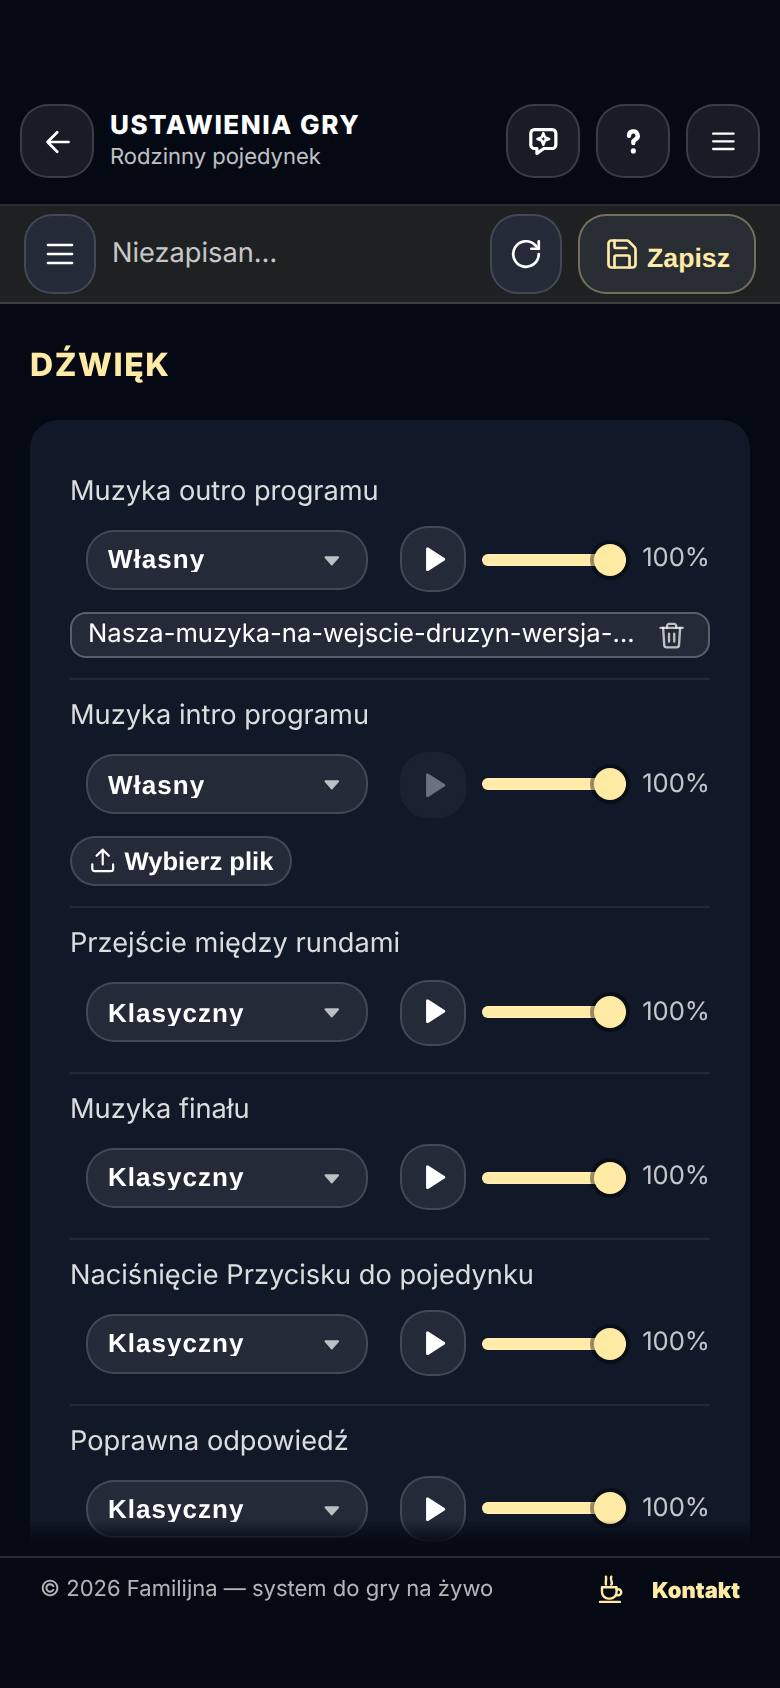 USTAWIENIA GRY
Rodzinny pojedynek
Niezapisan...
Zapisz
DŹWIĘK
Muzyka outro programu
Własny
100%
Nasza-muzyka-na-wejscie-druzyn-wersja-...
Muzyka intro programu
Własny
100%
Wybierz plik
Przejście między rundami
Klasyczny
100%
Muzyka finału
Klasyczny
100%
Naciśnięcie Przycisku do pojedynku
Klasyczny
100%
Poprawna odpowiedź
Klasyczny
100%
© 2026 Familijna — system do gry na żywo
Kontakt